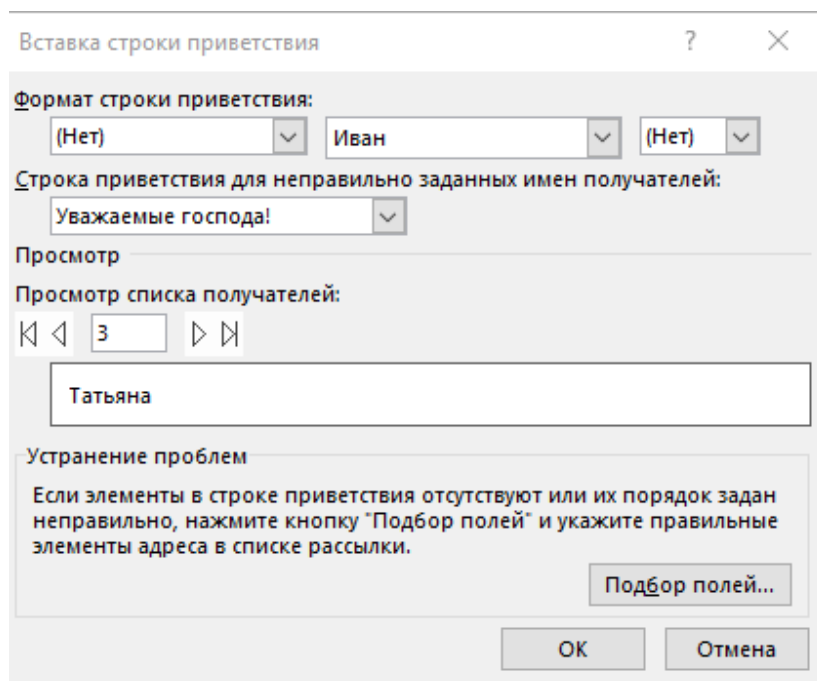 Вставка строки приветствия ?
Формат строки приветствия:
(Нет) Иван (Нет)
Строка приветствия для неправильно заданных имен получателей:
Уважаемые господа!
Просмотр
Просмотр списка получателей:
3
Татьяна
Устранение проблем
Если элементы в строке приветствия отсутствуют или их порядок задан
неправильно, нажмите кнопку "Подбор полей" и укажите правильные
элементы адреса в списке рассылки.
Подбор полей...
ОК Отмена